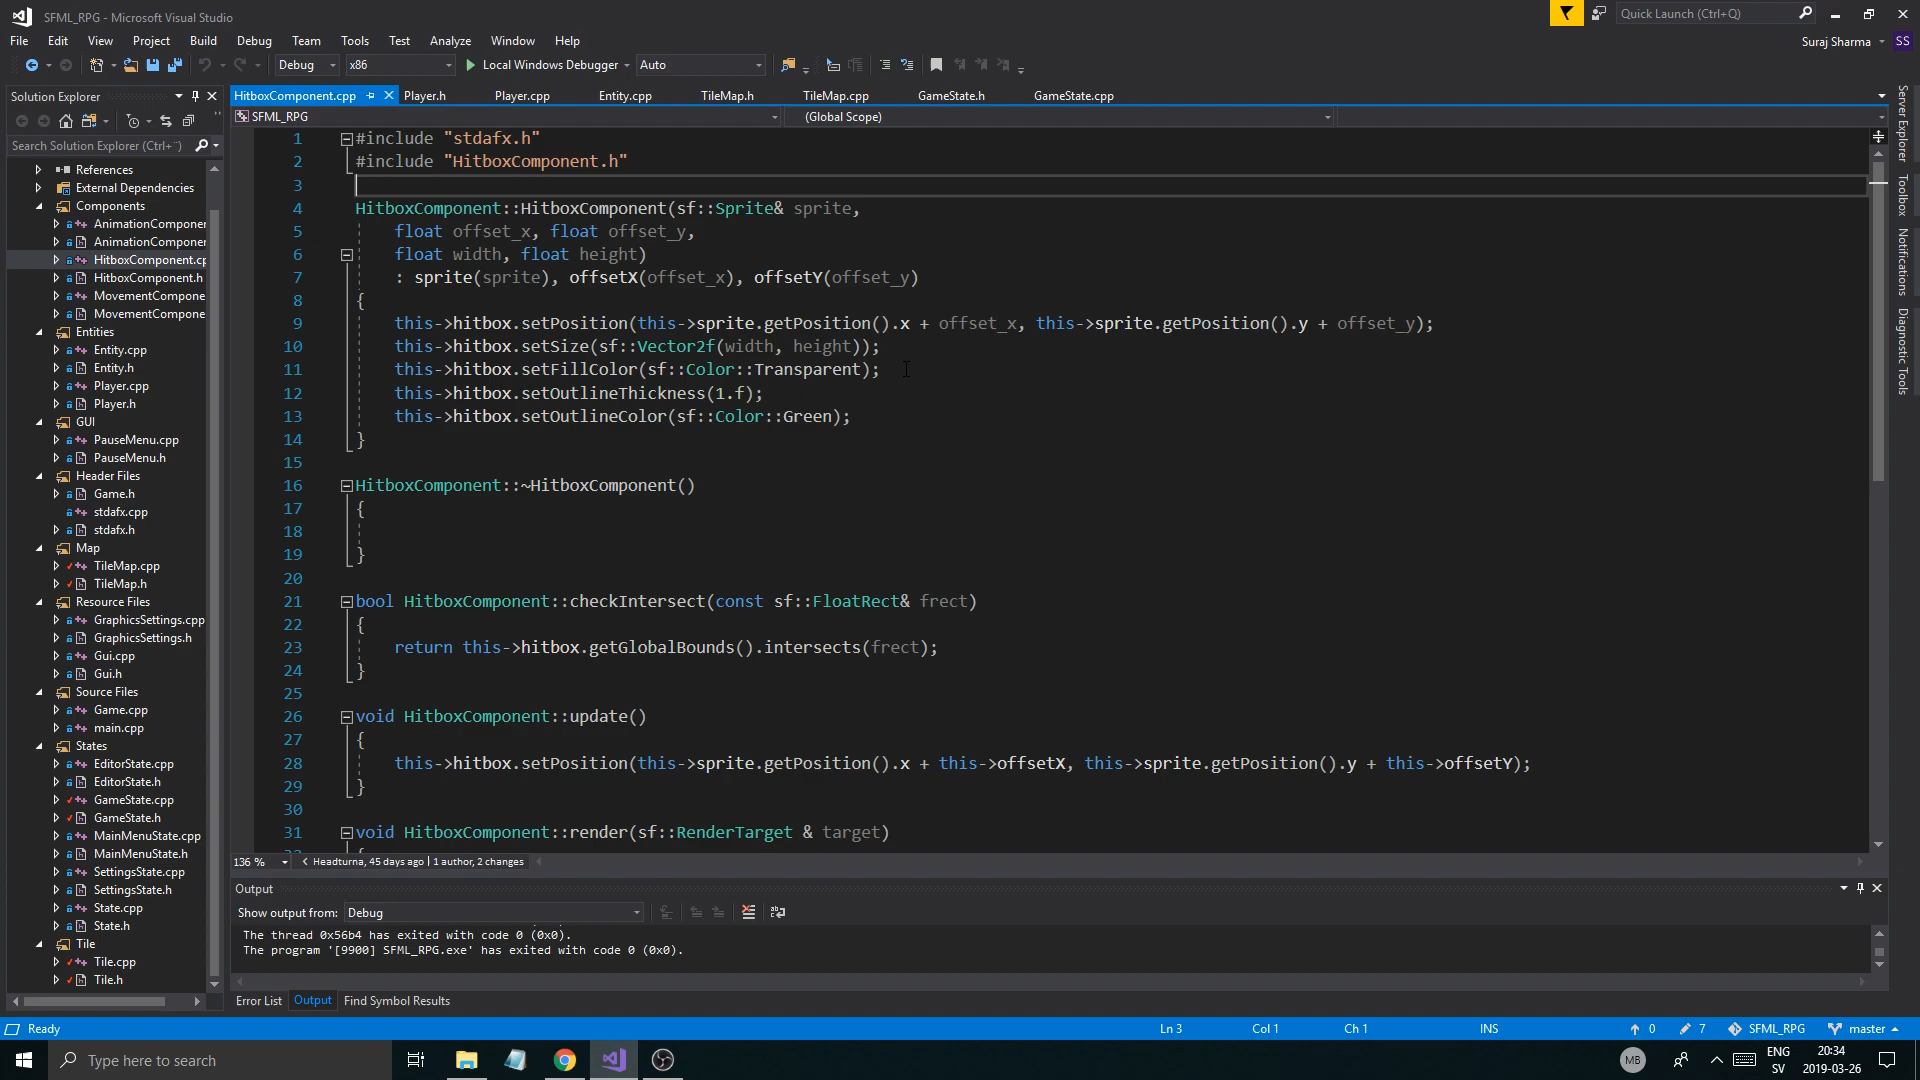 SFML_RPG - Microsoft Visual Studio
Quick Launch (Ctrl+Q)
File Edit View Project Build Debug Team Tools Test Analyze Window Help
Suraj Sharma SS
Debug x86 Local Windows Debugger Auto
Solution Explorer
Search Solution Explorer (Ctrl+¨)
References
External Dependencies
Components
AnimationComponen
AnimationComponen
HitboxComponent.cp
HitboxComponent.h
MovementCompone
MovementCompone
Entities
Entity.cpp
Entity.h
Player.cpp
Player.h
GUI
PauseMenu.cpp
PauseMenu.h
Header Files
Game.h
stdafx.cpp
stdafx.h
Map
TileMap.cpp
TileMap.h
Resource Files
GraphicsSettings.cpp
GraphicsSettings.h
Gui.cpp
Gui.h
Source Files
Game.cpp
main.cpp
States
EditorState.cpp
EditorState.h
GameState.cpp
GameState.h
MainMenuState.cpp
MainMenuState.h
SettingsState.cpp
SettingsState.h
State.cpp
State.h
Tile
Tile.cpp
Tile.h
HitboxComponent.cpp Player.h Player.cpp Entity.cpp TileMap.h TileMap.cpp GameState.h GameState.cpp
SFML_RPG (Global Scope)
1 #include "stdafx.h"
2 #include "HitboxComponent.h"
3
4 HitboxComponent::HitboxComponent(sf::Sprite& sprite,
5 float offset_x, float offset_y,
6 float width, float height)
7 : sprite(sprite), offsetX(offset_x), offsetY(offset_y)
8 {
9 this->hitbox.setPosition(this->sprite.getPosition().x + offset_x, this->sprite.getPosition().y + offset_y);
10 this->hitbox.setSize(sf::Vector2f(width, height));
11 this->hitbox.setFillColor(sf::Color::Transparent);
12 this->hitbox.setOutlineThickness(1.f);
13 this->hitbox.setOutlineColor(sf::Color::Green);
14 }
15
16 HitboxComponent::~HitboxComponent()
17 {
18
19 }
20
21 bool HitboxComponent::checkIntersect(const sf::FloatRect& frect)
22 {
23 return this->hitbox.getGlobalBounds().intersects(frect);
24 }
25
26 void HitboxComponent::update()
27 {
28 this->hitbox.setPosition(this->sprite.getPosition().x + this->offsetX, this->sprite.getPosition().y + this->offsetY);
29 }
30
31 void HitboxComponent::render(sf::RenderTarget & target)
136 % Headturna, 45 days ago | 1 author, 2 changes
Output
Show output from: Debug
The thread 0x56b4 has exited with code 0 (0x0).
The program '[9900] SFML_RPG.exe' has exited with code 0 (0x0).
Error List Output Find Symbol Results
Server Explorer
Toolbox
Notifications
Diagnostic Tools
Ready Ln 3 Col 1 Ch 1 INS 0 7 SFML_RPG master
Type here to search
MB
ENG
SV
20:34
2019-03-26